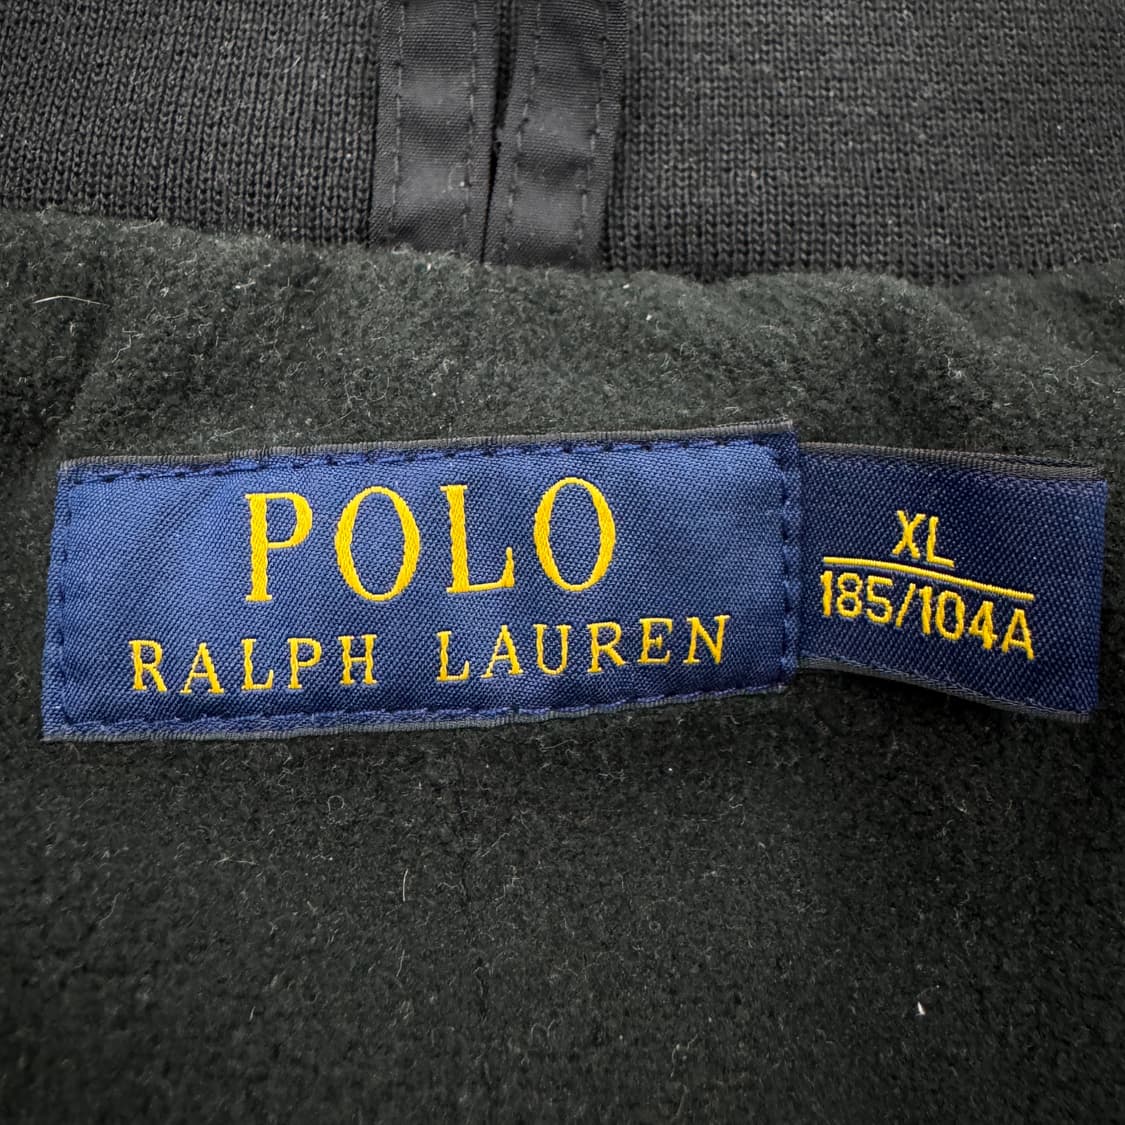 POLO
RALPH LAUREN
XL
185/104A